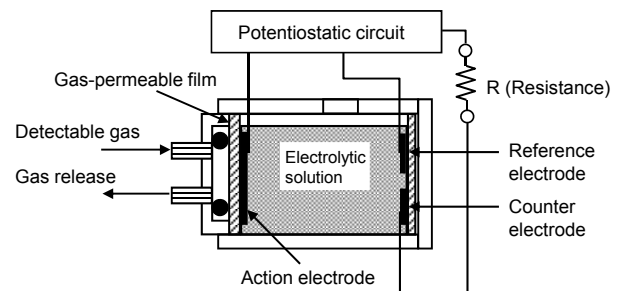 Potentiostatic circuit
Gas-permeable film
R (Resistance)
Detectable gas
Electrolytic
solution
Reference
electrode
Gas release
Counter
electrode
Action electrode